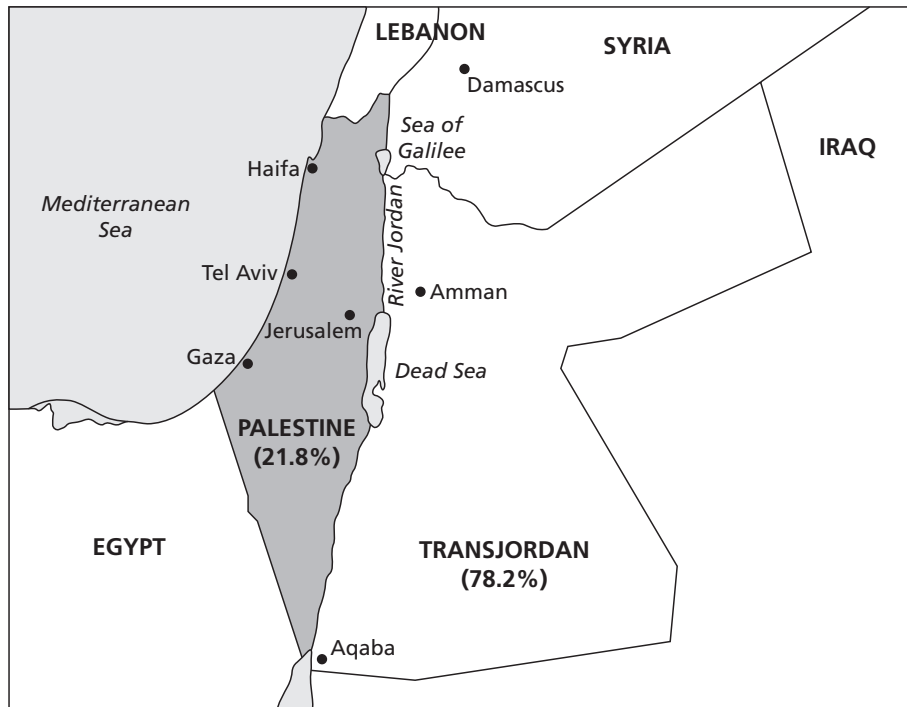 LEBANON
SYRIA
Damascus
Sea of
Galilee
IRAQ
Haifa
Mediterranean
Sea
River Jordan
Tel Aviv
Amman
Jerusalem
Gaza
Dead Sea
PALESTINE
(21.8%)
EGYPT
TRANSJORDAN
(78.2%)
Aqaba